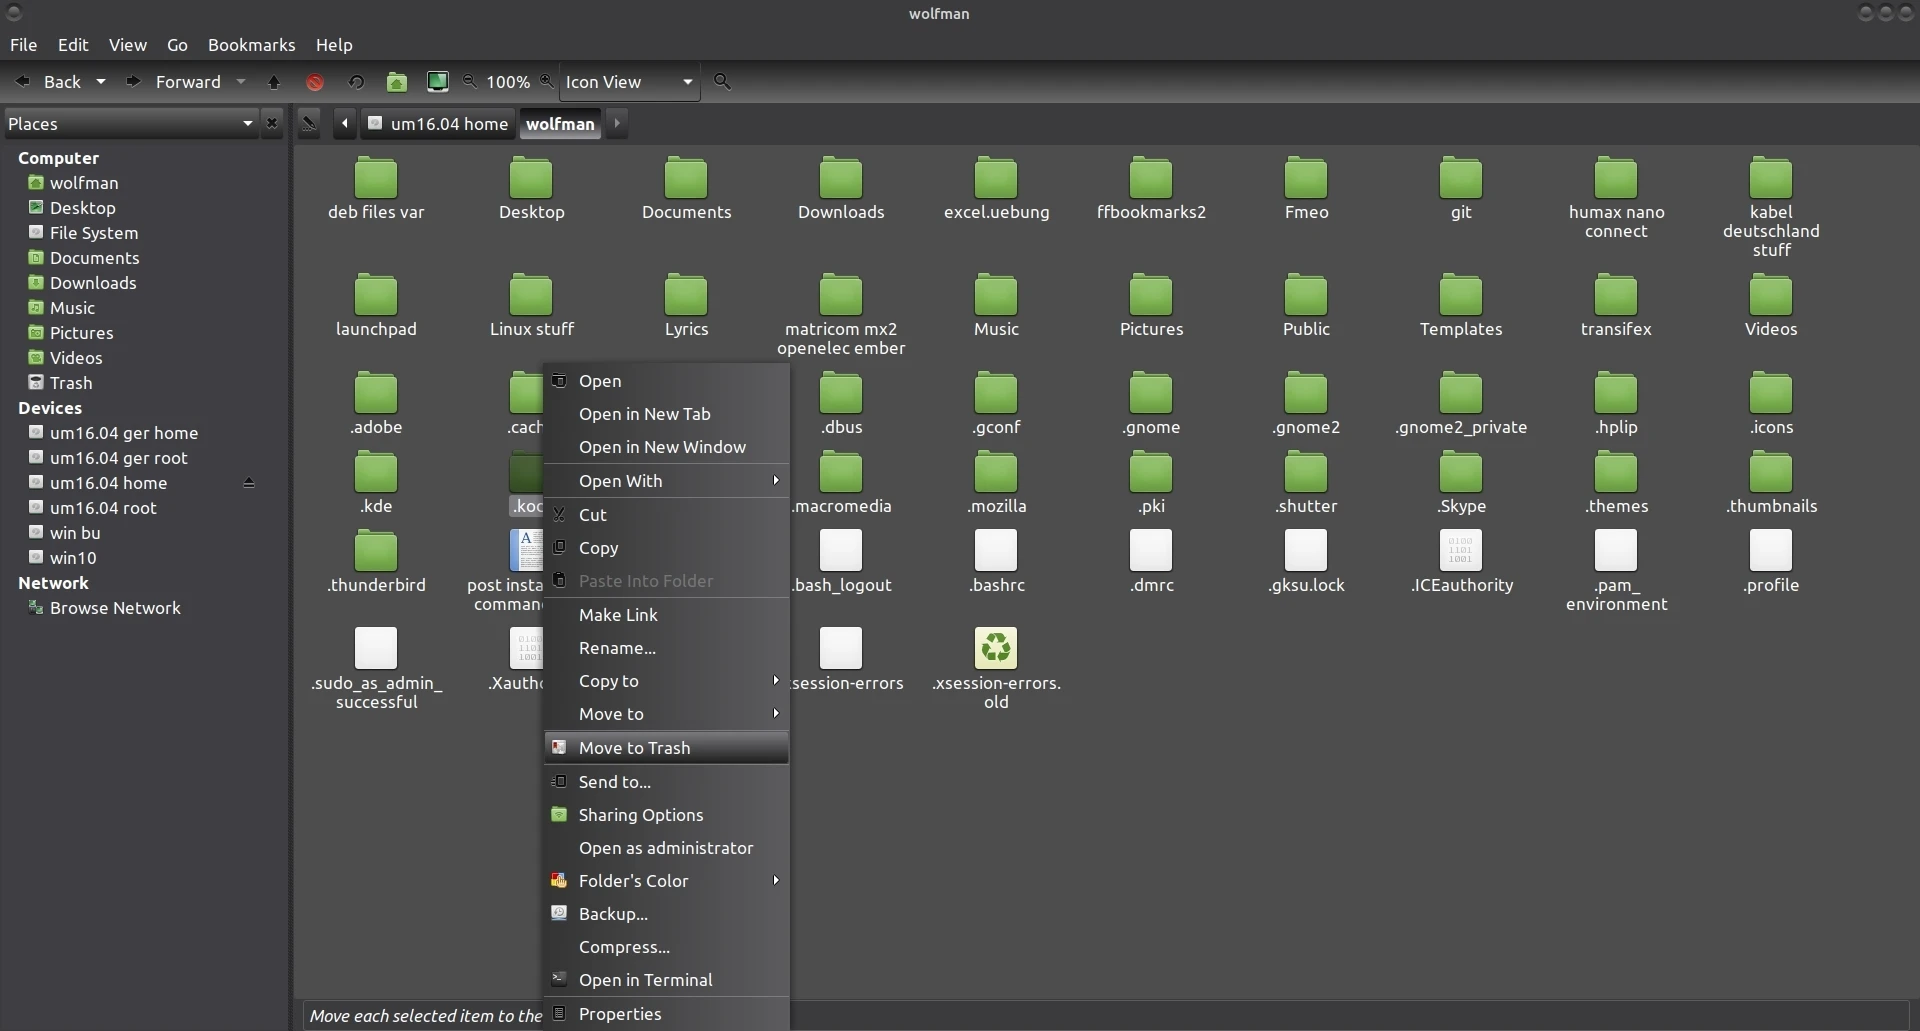 wolfman
File Edit View Go Bookmarks Help
Back Forward 100% Icon View
Places
um16.04 home wolfman
Computer
wolfman
Desktop
File System
Documents
Downloads
Music
Pictures
Videos
Trash
Devices
um16.04 ger home
um16.04 ger root
um16.04 home
um16.04 root
win bu
win10
Network
Browse Network
deb files var Desktop Documents Downloads excel.uebung ffbookmarks2 Fmeo git humax nano kabel
connect deutschland
stuff
launchpad Linux stuff Lyrics matricom mx2 Music Pictures Public Templates transifex Videos
openelec ember
.adobe .cach .dbus .gconf .gnome .gnome2 .gnome2_private .hplip .icons
.kde .macromedia .mozilla .pki .shutter .Skype .themes .thumbnails
.thunderbird post insta .bash_logout .bashrc .dmrc .gksu.lock .ICEauthority .pam_ .profile
comman environment
.sudo_as_admin_ .Xautho session-errors .xsession-errors.
successful old
Open
Open in New Tab
Open in New Window
Open With
Cut
Copy
Paste Into Folder
Make Link
Rename...
Copy to
Move to
Move to Trash
Send to...
Sharing Options
Open as administrator
Folder's Color
Backup...
Compress...
Open in Terminal
Properties
Move each selected item to the